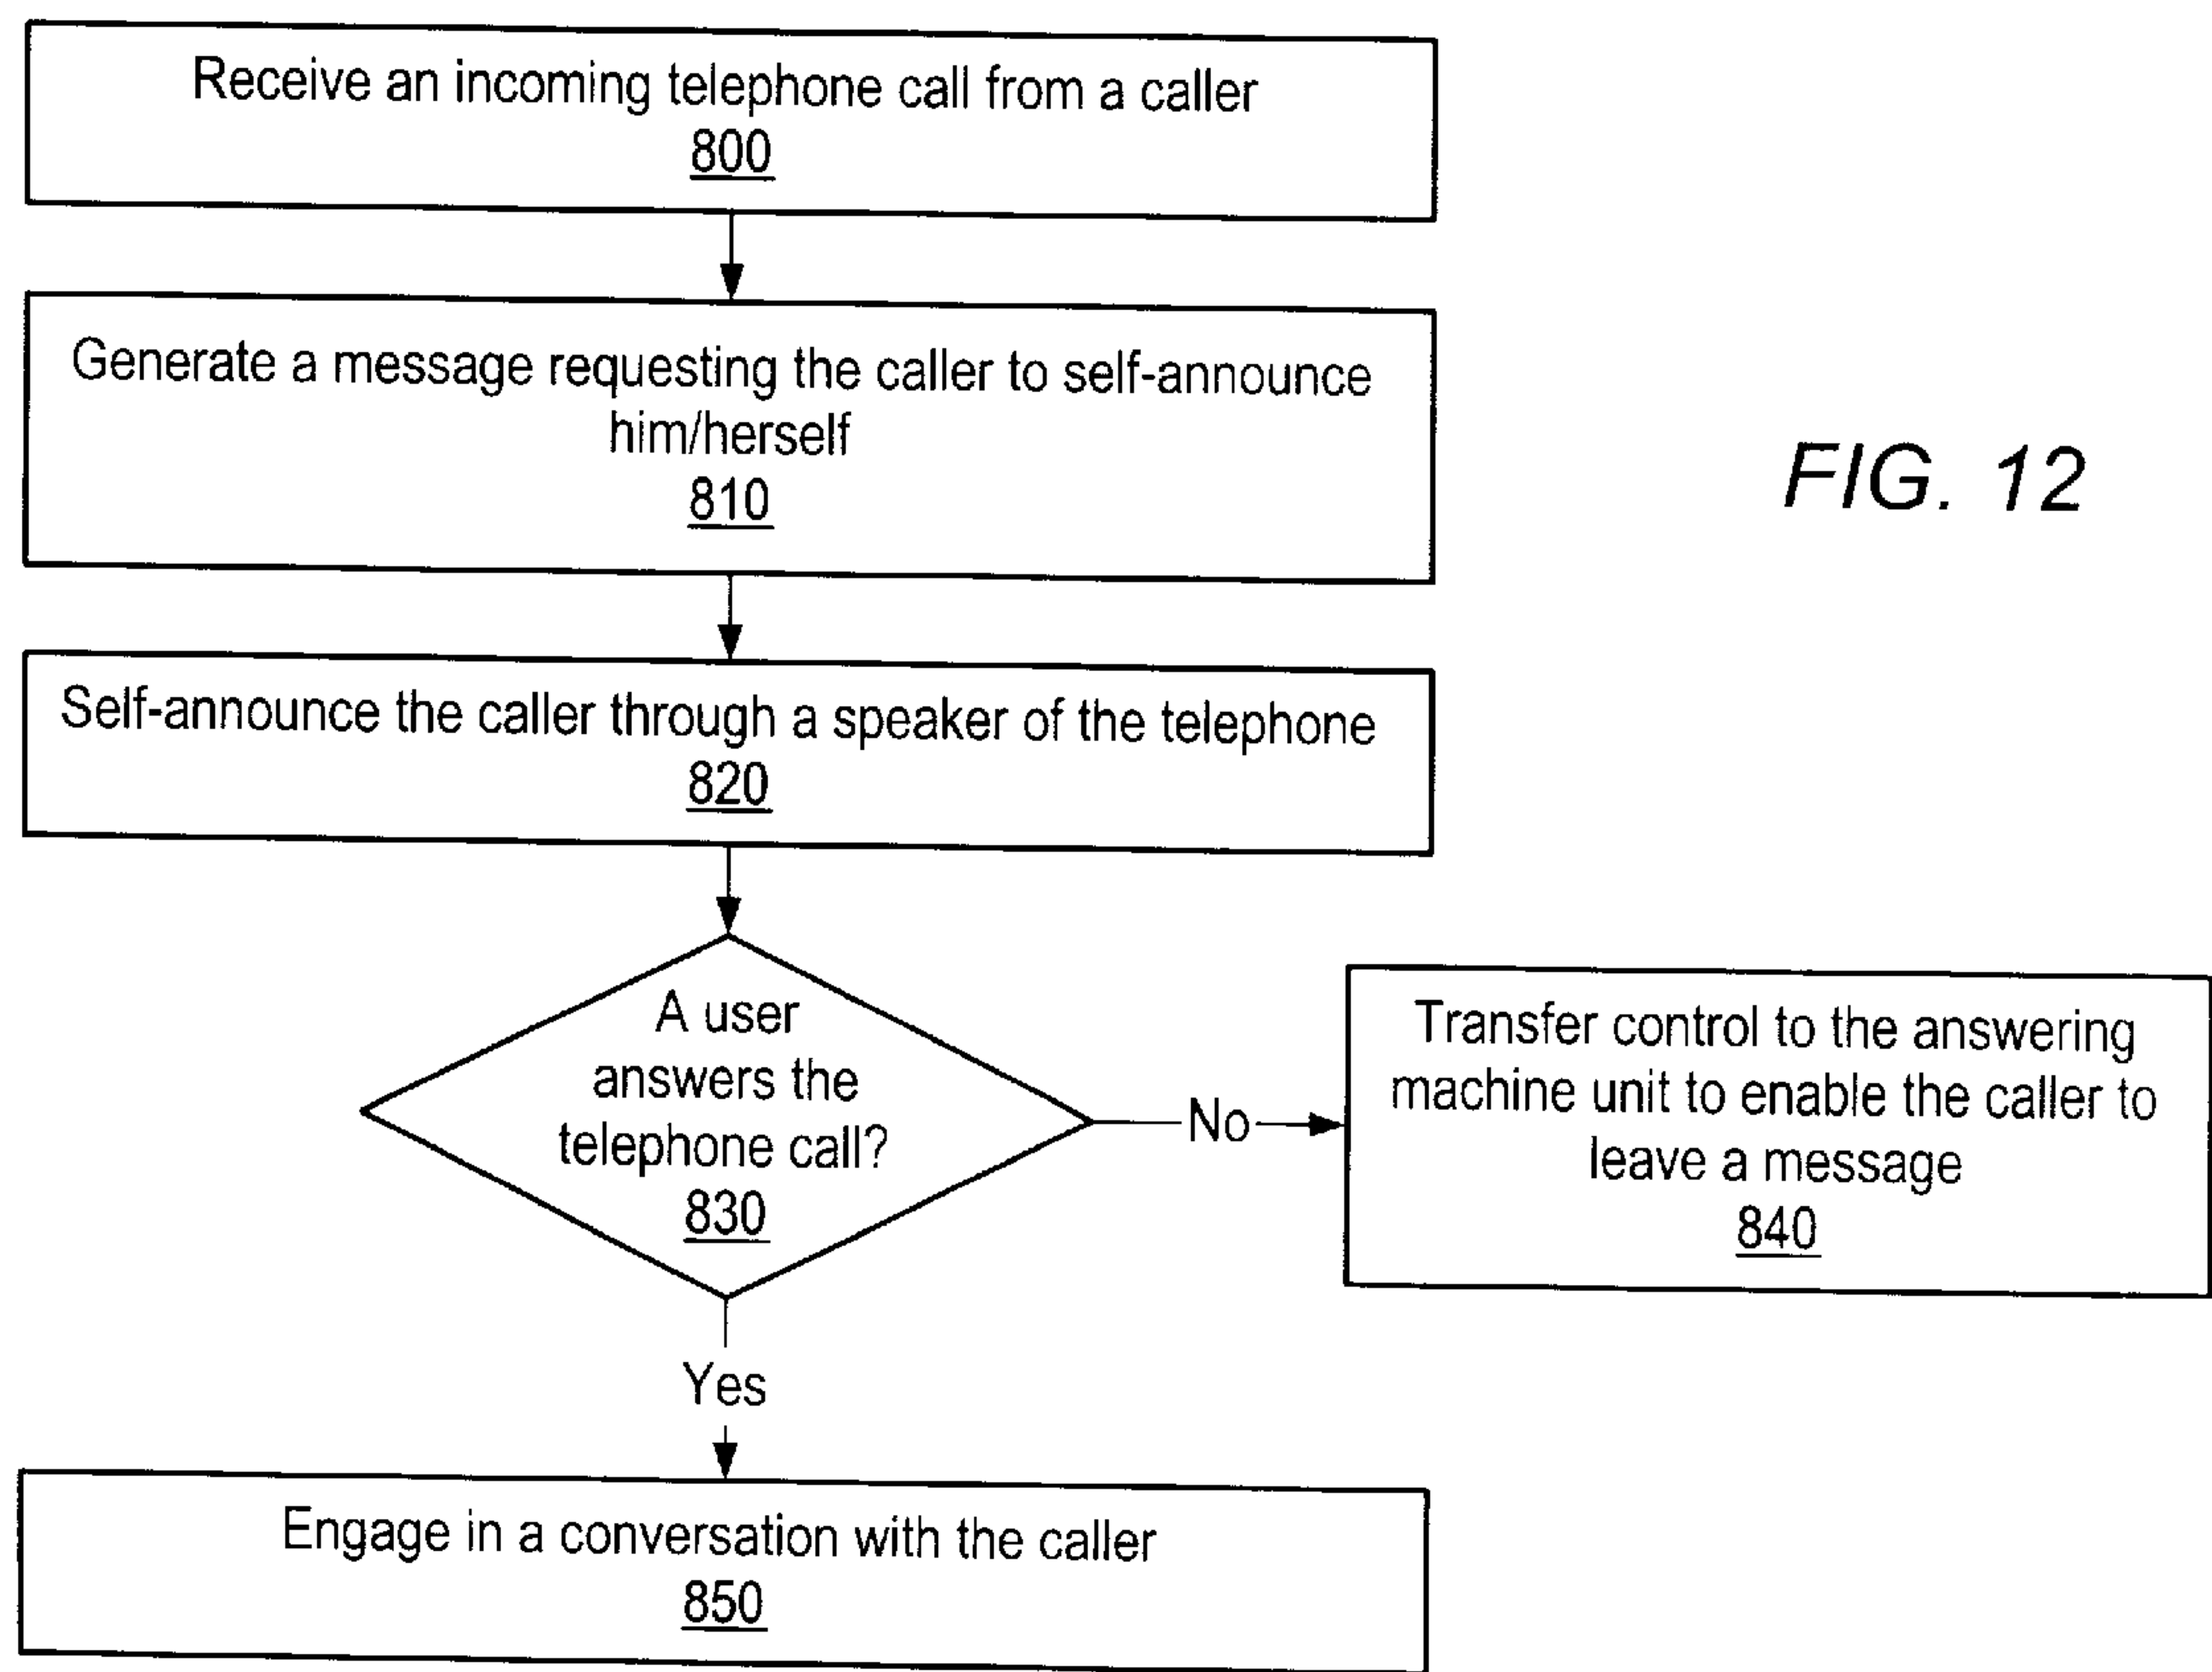 Receive an incoming telephone call from a caller
800
Generate a message requesting the caller to self-announce
him/herself
810
FIG. 12
Self-announce the caller through a speaker of the telephone
820
A user
answers the
telephone call?
830
No
Transfer control to the answering
machine unit to enable the caller to
leave a message
840
Yes
Engage in a conversation with the caller
850